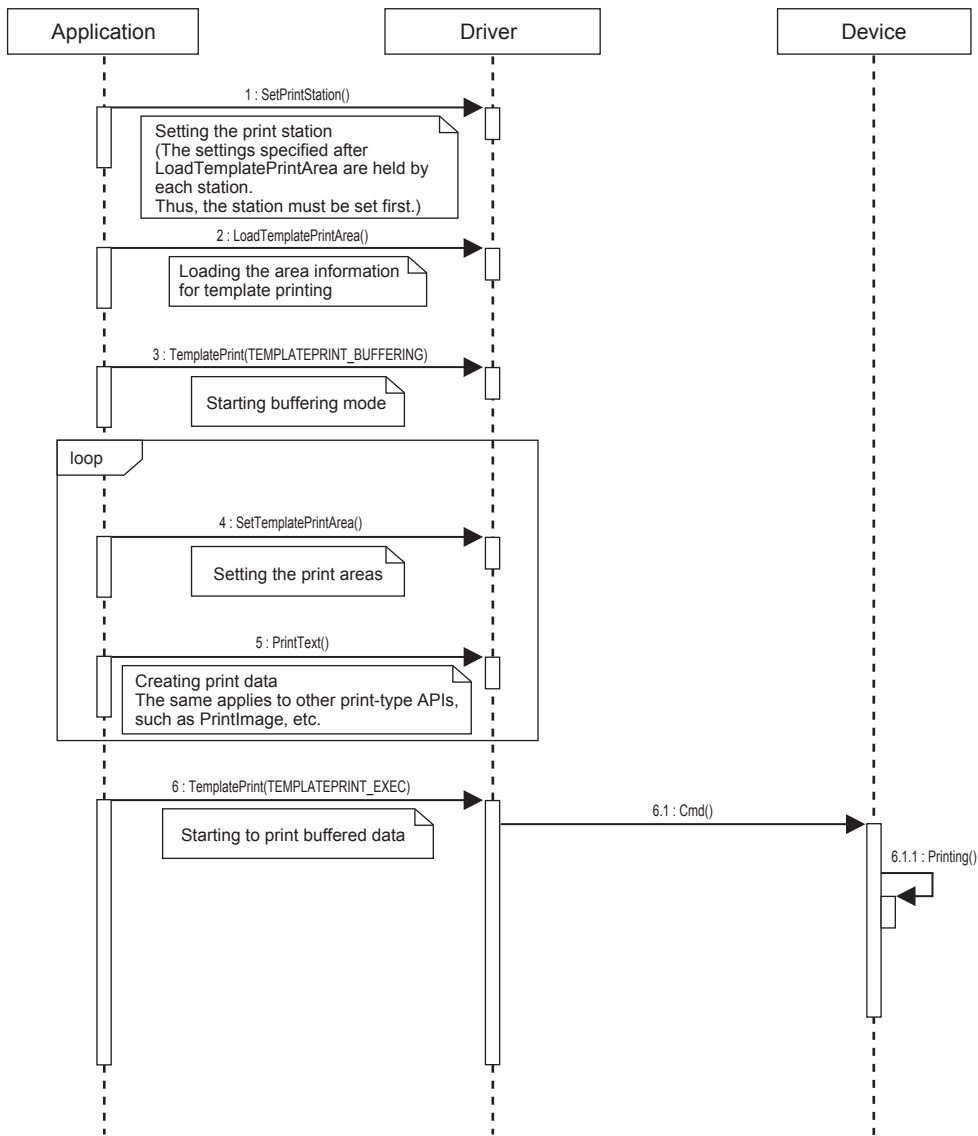 Application
Driver
Device
1 : SetPrintStation()
Setting the print station
(The settings specified after
LoadTemplatePrintArea are held by
each station.
Thus, the station must be set first.)
2 : LoadTemplatePrintArea()
Loading the area information
for template printing
3 : TemplatePrint(TEMPLATEPRINT_BUFFERING)
Starting buffering mode
loop
4 : SetTemplatePrintArea()
Setting the print areas
5 : PrintText()
Creating print data
The same applies to other print-type APIs,
such as PrintImage, etc.
6 : TemplatePrint(TEMPLATEPRINT_EXEC)
Starting to print buffered data
6.1 : Cmd()
6.1.1 : Printing()